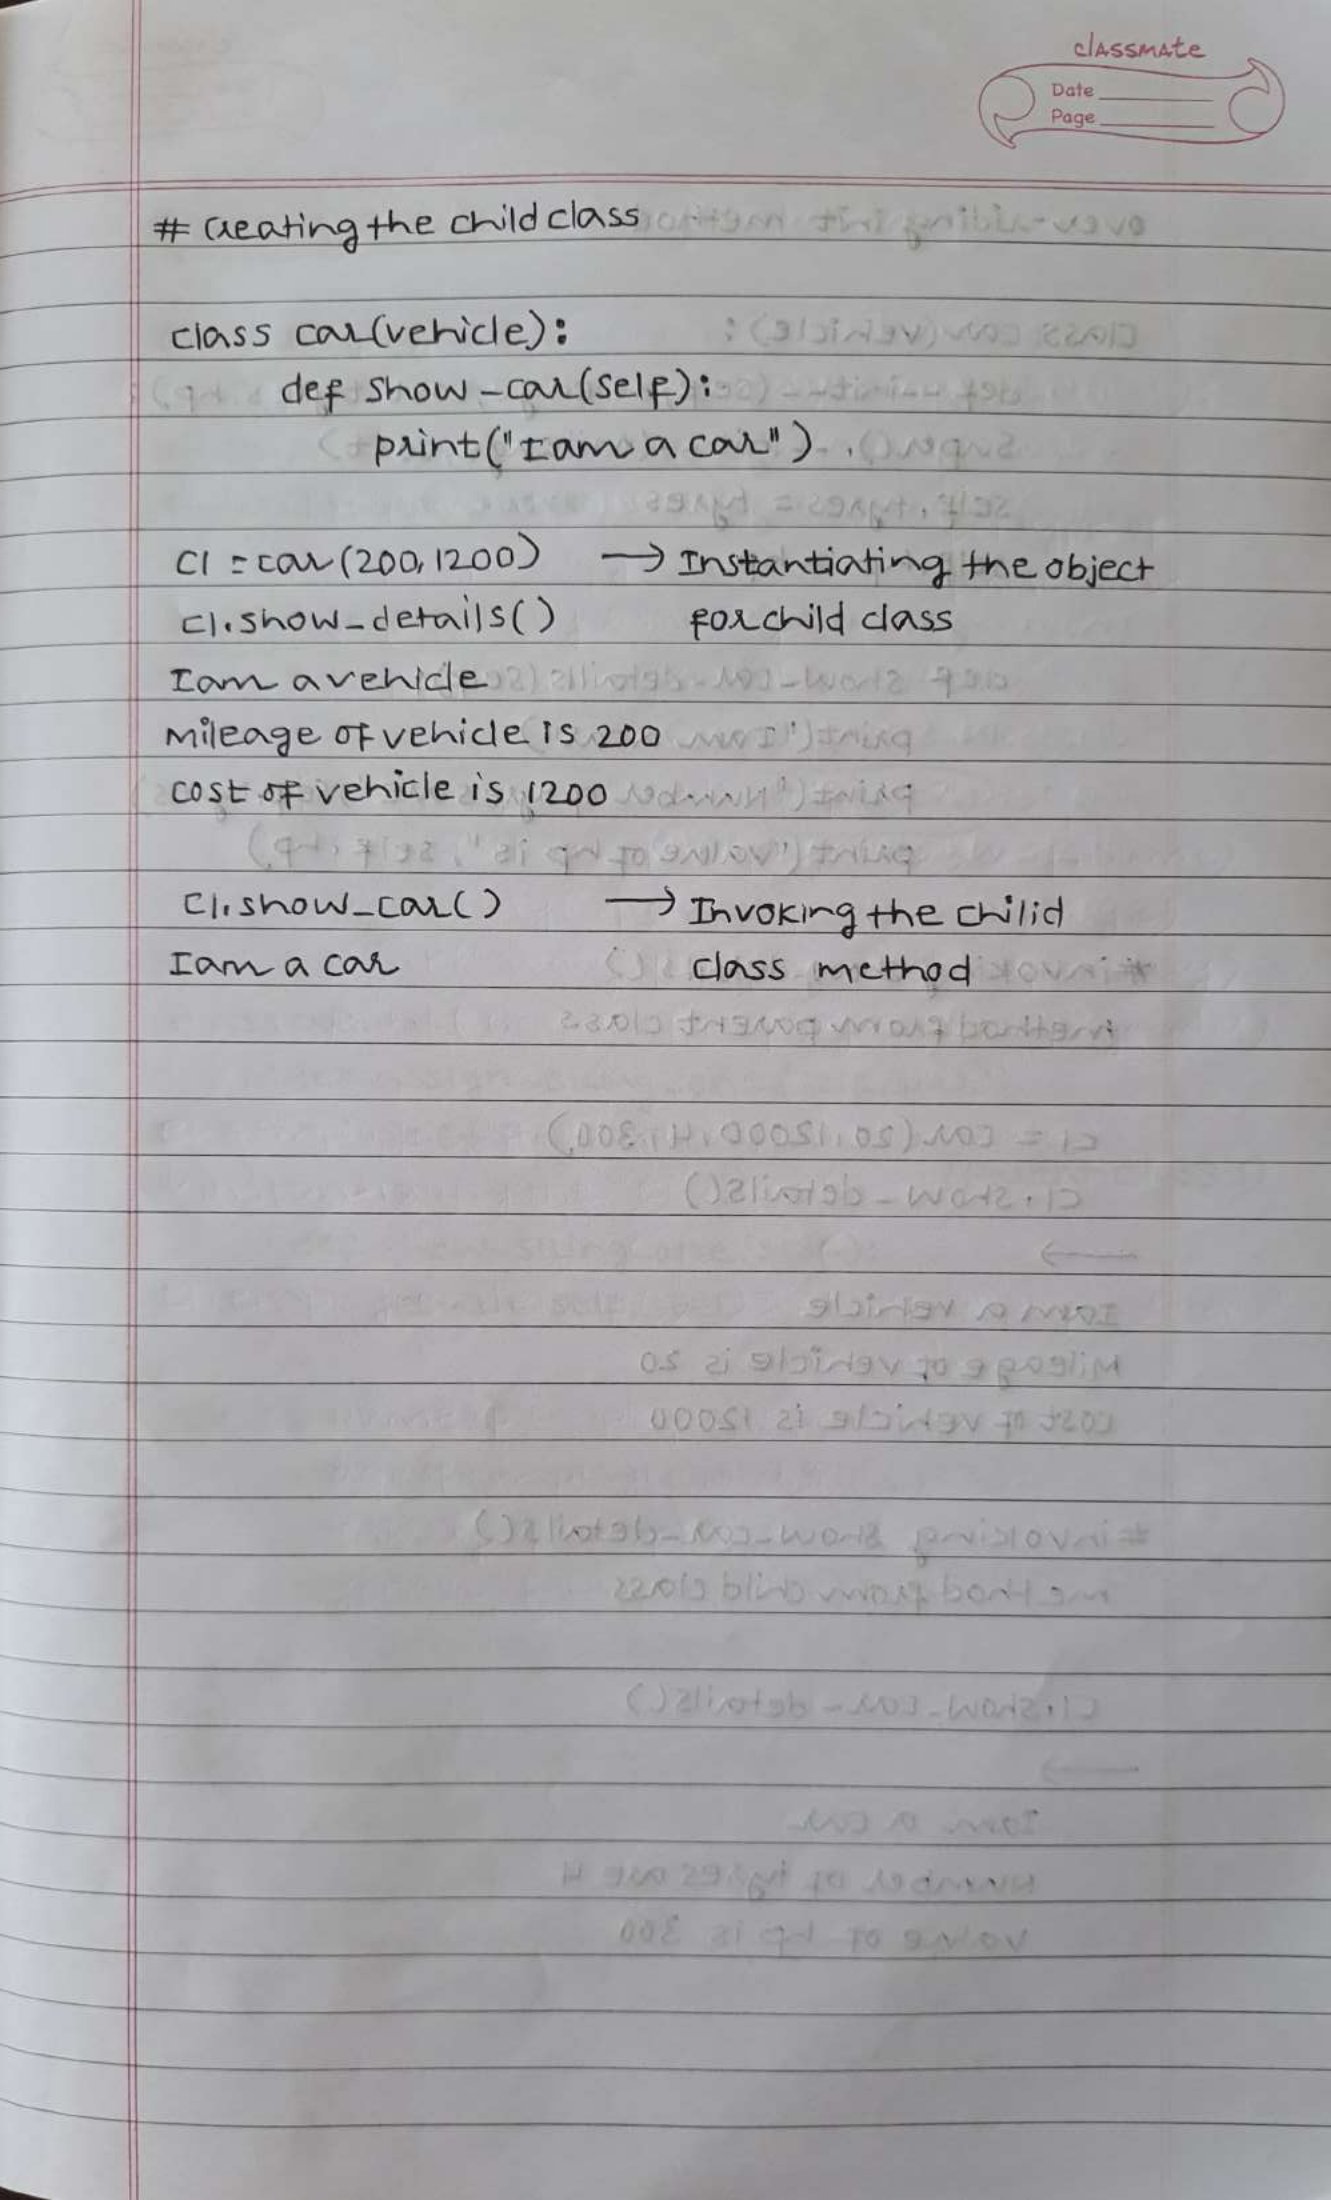 classmate
Date
Page
# Creating the child class
class car(vehicle):
def show_car(self):
print("I am a car")
C1 = car(200,1200) → Instantiating the object
C1.show_details() for child class
I am a vehicle
Mileage of vehicle is 200
cost of vehicle is 1200
C1.show_car() → Invoking the chilid
I am a car class method